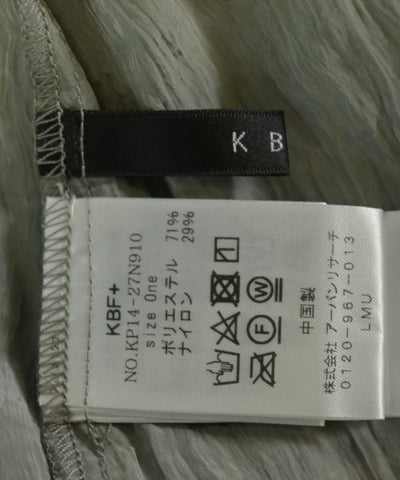 K B
KBF+
NO.KP14-27N910
size One
ポリエステル 71%
ナイロン 29%
中国製
株式会社 アーバンリサーチ
0120-967-013
LMU